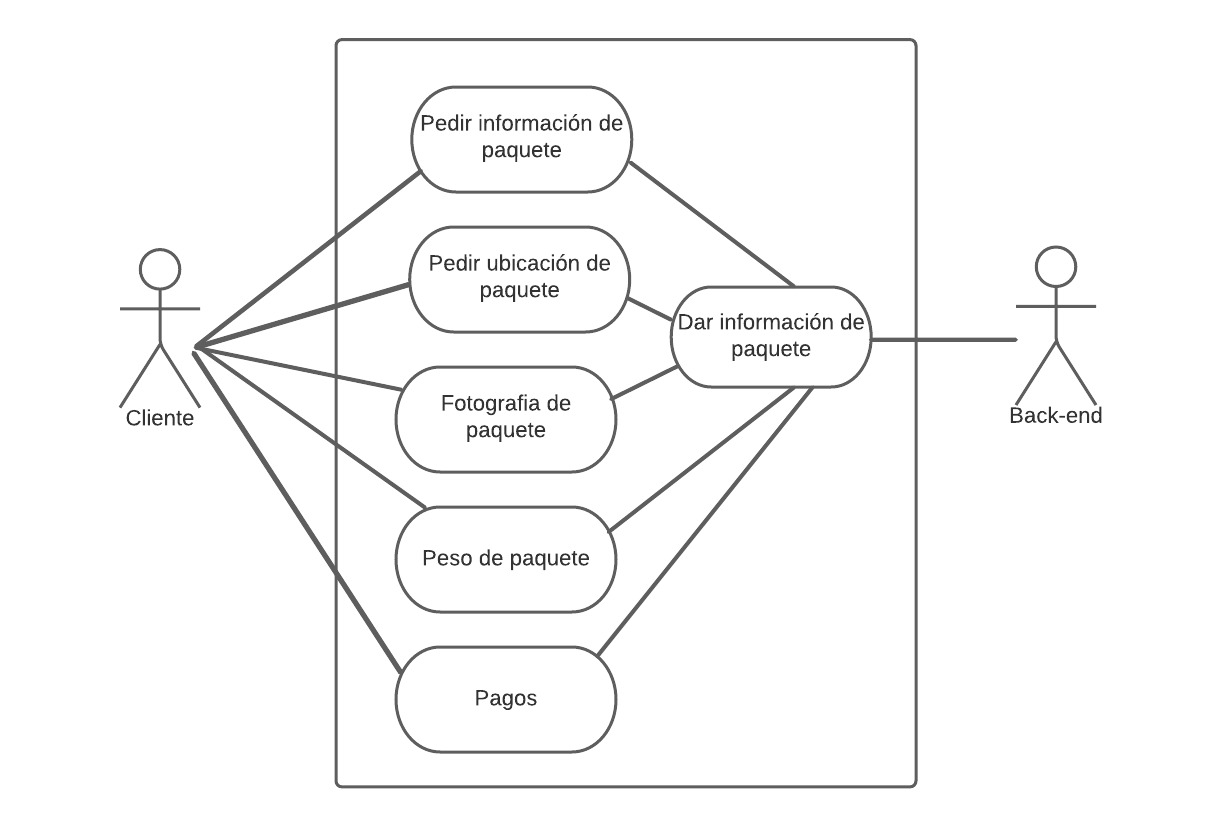 Pedir información de
paquete
Pedir ubicación de
paquete
Dar información de
paquete
Fotografia de
paquete
Cliente
Back-end
Peso de paquete
Pagos